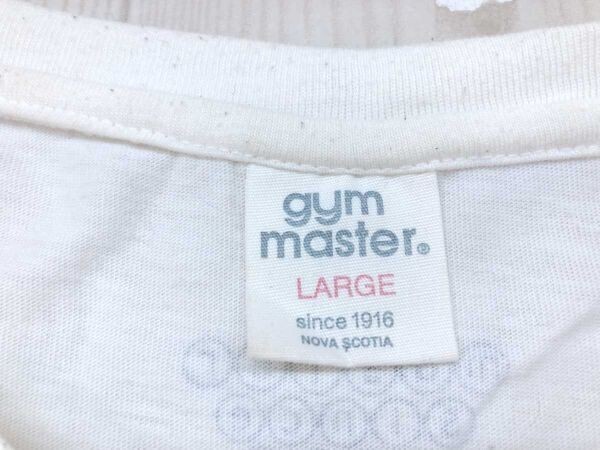 gym
master®
LARGE
since 1916
NOVA SCOTIA